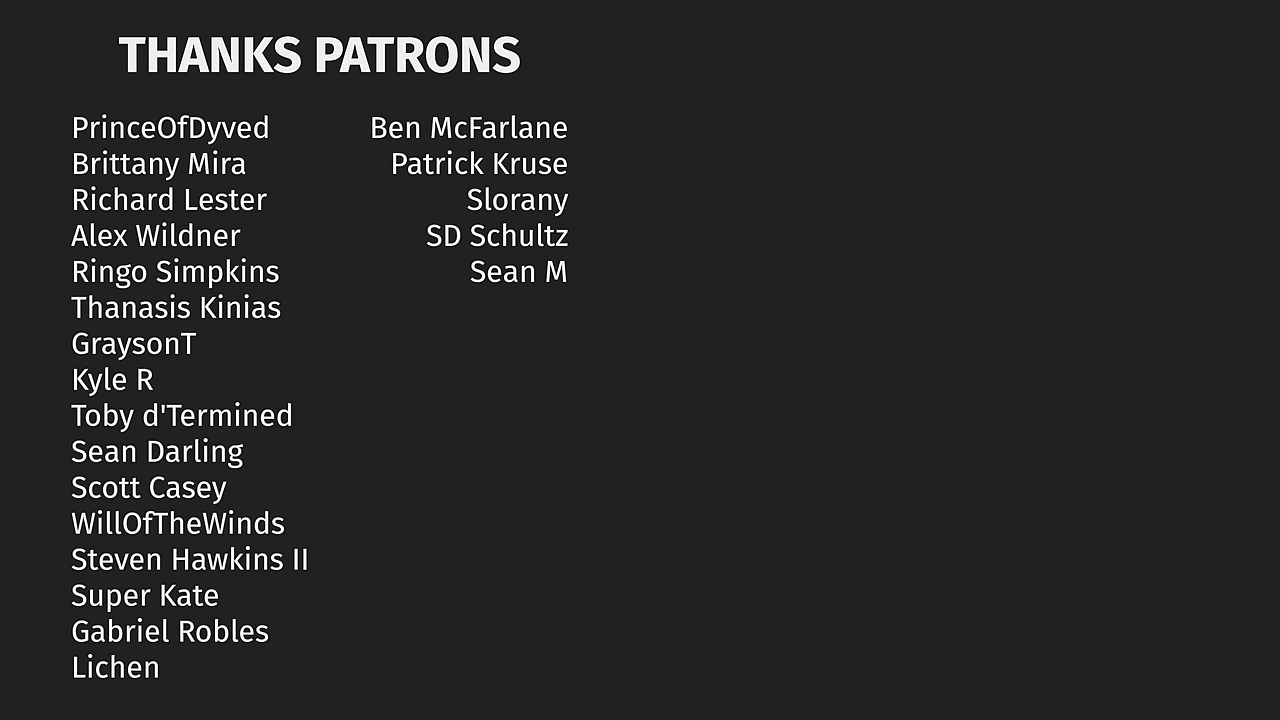 THANKS PATRONS
PrinceOfDyved
Brittany Mira
Richard Lester
Alex Wildner
Ringo Simpkins
Thanasis Kinias
GraysonT
Kyle R
Toby d'Termined
Sean Darling
Scott Casey
WillOfTheWinds
Steven Hawkins II
Super Kate
Gabriel Robles
Lichen
Ben McFarlane
Patrick Kruse
Slorany
SD Schultz
Sean M